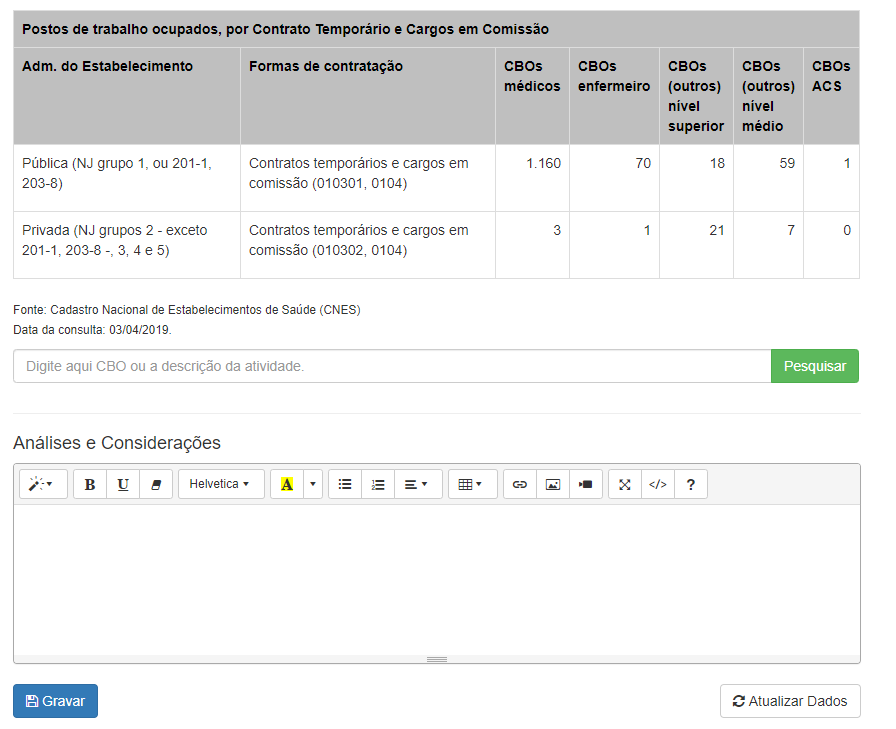 Postos de trabalho ocupados, por Contrato Temporário e Cargos em Comissão
Adm. do Estabelecimento Formas de contratação CBOs médicos CBOs enfermeiro CBOs (outros) nível superior CBOs (outros) nível médio CBOs ACS
Pública (NJ grupo 1, ou 201-1, 203-8) Contratos temporários e cargos em comissão (010301, 0104) 1.160 70 18 59 1
Privada (NJ grupos 2 - exceto 201-1, 203-8 -, 3, 4 e 5) Contratos temporários e cargos em comissão (010302, 0104) 3 1 21 7 0
Fonte: Cadastro Nacional de Estabelecimentos de Saúde (CNES)
Data da consulta: 03/04/2019.
Digite aqui CBO ou a descrição da atividade. Pesquisar
Análises e Considerações
B U Helvetica A </> ?
Gravar Atualizar Dados